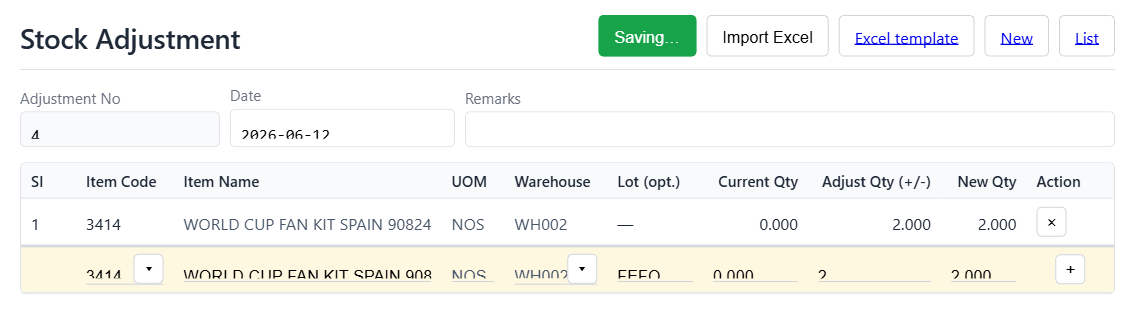 Stock Adjustment Saving... Import Excel Excel template New List
Adjustment No Date Remarks
4 2026-06-12
SI Item Code Item Name UOM Warehouse Lot (opt.) Current Qty Adjust Qty (+/-) New Qty Action
1 3414 WORLD CUP FAN KIT SPAIN 90824 NOS WH002 — 0.000 2.000 2.000 ×
3414 ▾ WORLD CUP FAN KIT SPAIN 908 NOS WH002 ▾ FEFO 0.000 2 2.000 +